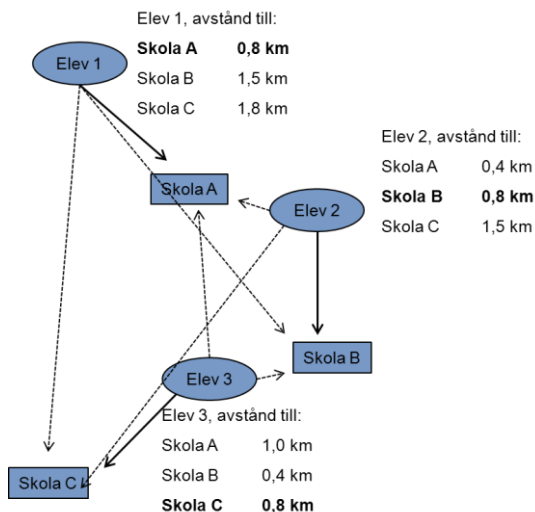 Elev 1, avstånd till:
Skola A 0,8 km
Skola B 1,5 km
Skola C 1,8 km
Elev 1
Elev 2, avstånd till:
Skola A 0,4 km
Skola B 0,8 km
Skola C 1,5 km
Skola A
Elev 2
Skola B
Elev 3
Elev 3, avstånd till:
Skola A 1,0 km
Skola B 0,4 km
Skola C 0,8 km
Skola C